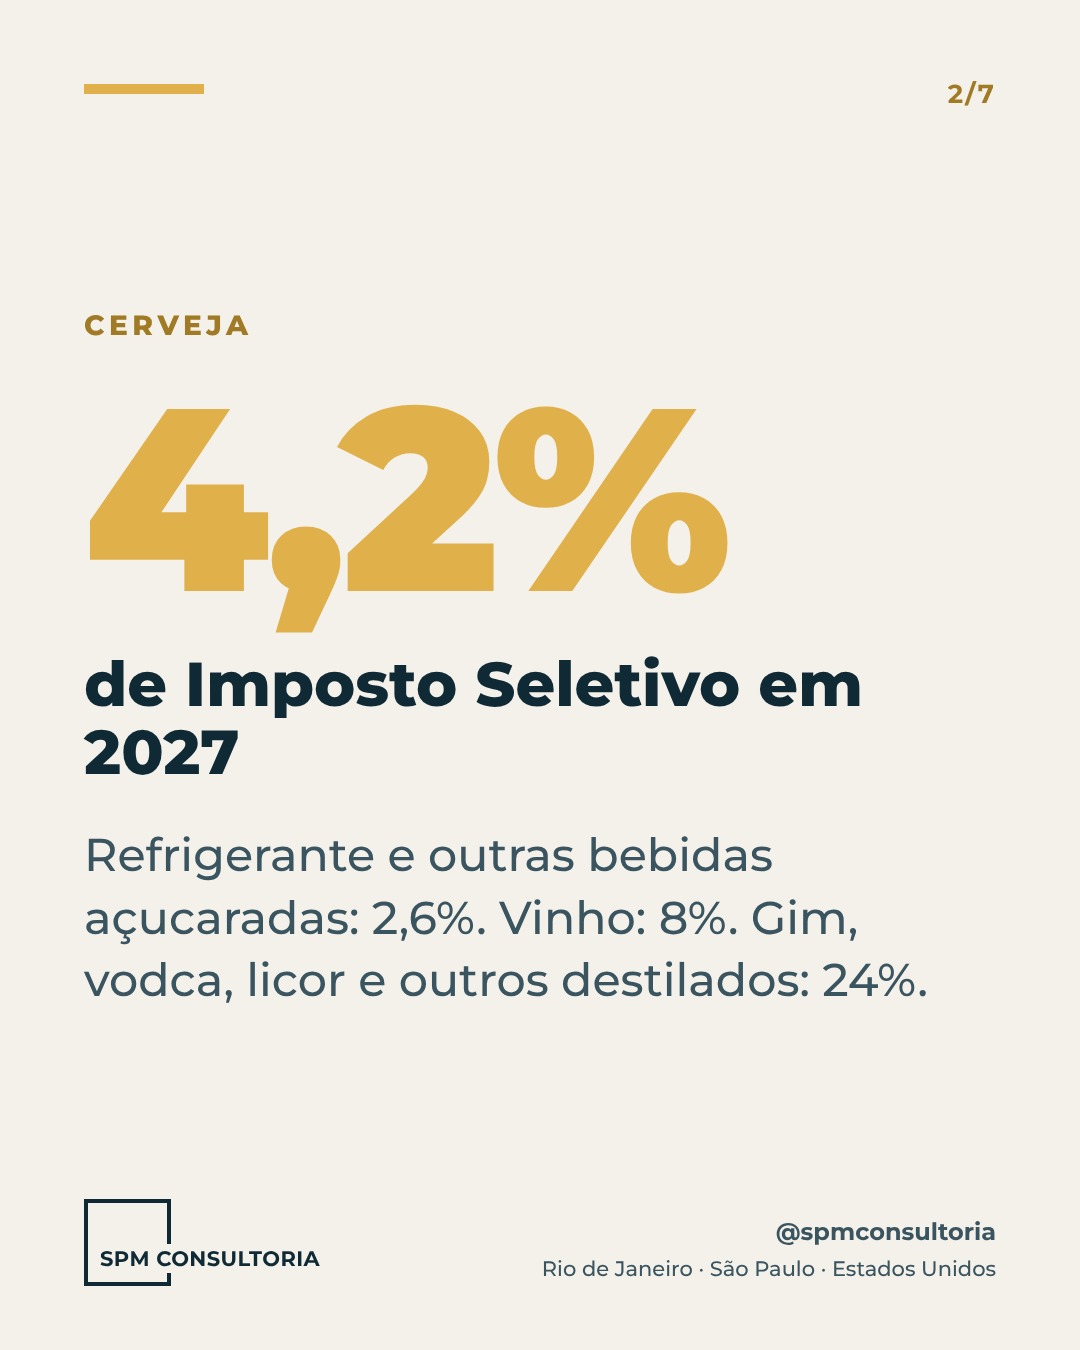 2/7
CERVEJA
4,2%
de Imposto Seletivo em
2027
Refrigerante e outras bebidas
açucaradas: 2,6%. Vinho: 8%. Gim,
vodca, licor e outros destilados: 24%.
SPM CONSULTORIA
@spmconsultoria
Rio de Janeiro · São Paulo · Estados Unidos